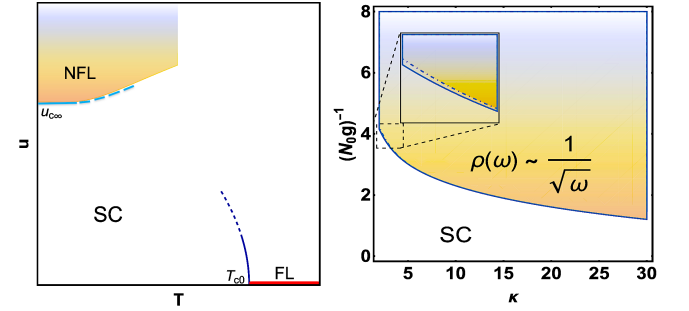 NFL
u_c∞
SC
T_c0
FL
u
T
8
6
4
2
0
(N₀g)⁻¹
ρ(ω) ~ 1/√ω
SC
5
10
15
20
25
30
κ